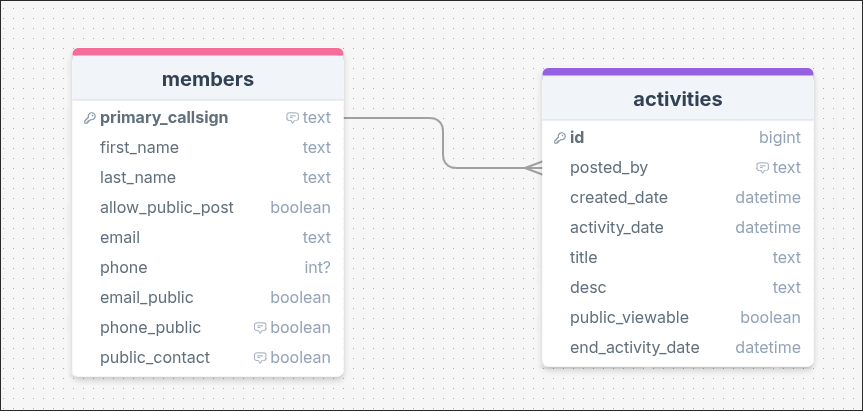 members
primary_callsign text
first_name text
last_name text
allow_public_post boolean
email text
phone int?
email_public boolean
phone_public boolean
public_contact boolean
activities
id bigint
posted_by text
created_date datetime
activity_date datetime
title text
desc text
public_viewable boolean
end_activity_date datetime